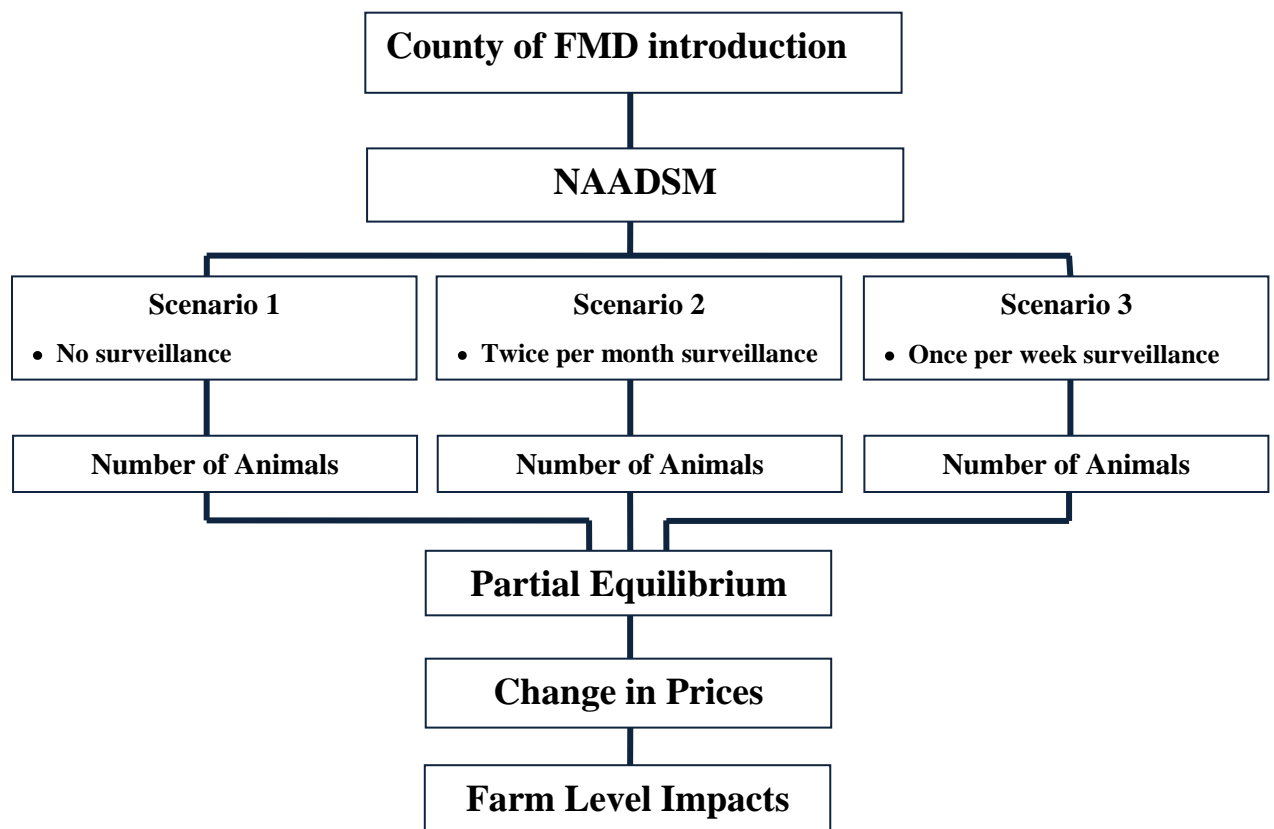 County of FMD introduction
NAADSM
Scenario 1
• No surveillance
Scenario 2
• Twice per month surveillance
Scenario 3
• Once per week surveillance
Number of Animals
Number of Animals
Number of Animals
Partial Equilibrium
Change in Prices
Farm Level Impacts